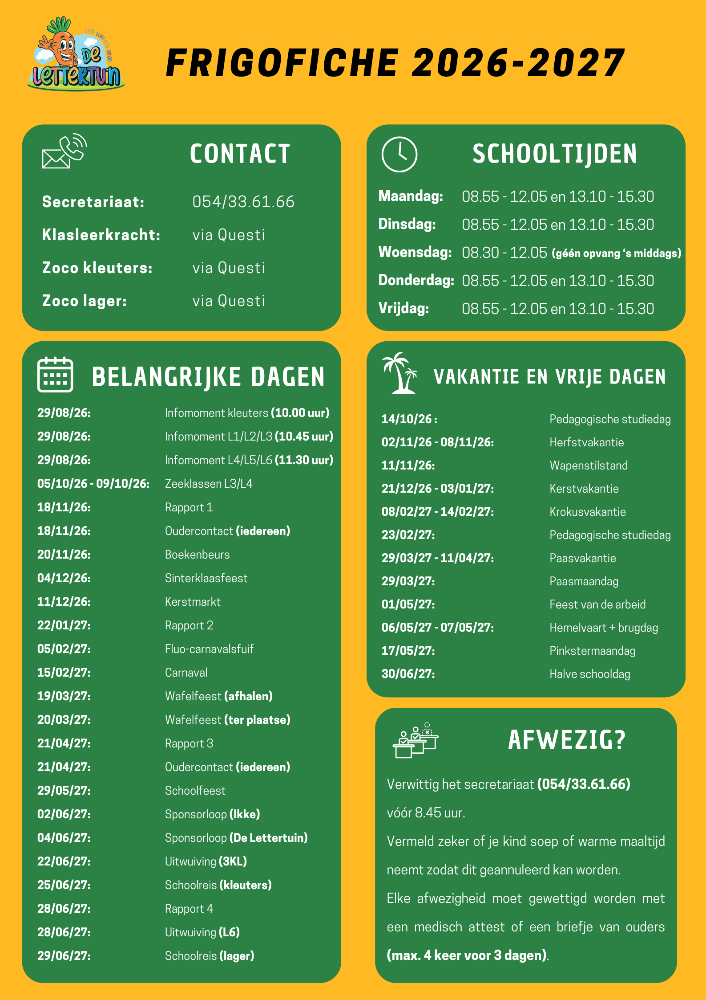 STEDELIJKE BASISSCHOOL
DE
LETTERTUIN
FRIGOFICHE 2026-2027
CONTACT
Secretariaat: 054/33.61.66
Klasleerkracht: via Questi
Zoco kleuters: via Questi
Zoco lager: via Questi
SCHOOLTIJDEN
Maandag: 08.55 - 12.05 en 13.10 - 15.30
Dinsdag: 08.55 - 12.05 en 13.10 - 15.30
Woensdag: 08.30 - 12.05 (géén opvang ‘s middags)
Donderdag: 08.55 - 12.05 en 13.10 - 15.30
Vrijdag: 08.55 - 12.05 en 13.10 - 15.30
BELANGRIJKE DAGEN
29/08/26: Infomoment kleuters (10.00 uur)
29/08/26: Infomoment L1/L2/L3 (10.45 uur)
29/08/26: Infomoment L4/L5/L6 (11.30 uur)
05/10/26 - 09/10/26: Zeeklassen L3/L4
18/11/26: Rapport 1
18/11/26: Oudercontact (iedereen)
20/11/26: Boekenbeurs
04/12/26: Sinterklaasfeest
11/12/26: Kerstmarkt
22/01/27: Rapport 2
05/02/27: Fluo-carnavalsfuif
15/02/27: Carnaval
19/03/27: Wafelfeest (afhalen)
20/03/27: Wafelfeest (ter plaatse)
21/04/27: Rapport 3
21/04/27: Oudercontact (iedereen)
29/05/27: Schoolfeest
02/06/27: Sponsorloop (Ikke)
04/06/27: Sponsorloop (De Lettertuin)
22/06/27: Uitwuiving (3KL)
25/06/27: Schoolreis (kleuters)
28/06/27: Rapport 4
28/06/27: Uitwuiving (L6)
29/06/27: Schoolreis (lager)
VAKANTIE EN VRIJE DAGEN
14/10/26 : Pedagogische studiedag
02/11/26 - 08/11/26: Herfstvakantie
11/11/26: Wapenstilstand
21/12/26 - 03/01/27: Kerstvakantie
08/02/27 - 14/02/27: Krokusvakantie
23/02/27: Pedagogische studiedag
29/03/27 - 11/04/27: Paasvakantie
29/03/27: Paasmaandag
01/05/27: Feest van de arbeid
06/05/27 - 07/05/27: Hemelvaart + brugdag
17/05/27: Pinkstermaandag
30/06/27: Halve schooldag
AFWEZIG?
Verwittig het secretariaat (054/33.61.66)
vóór 8.45 uur.
Vermeld zeker of je kind soep of warme maaltijd
neemt zodat dit geannuleerd kan worden.
Elke afwezigheid moet gewettigd worden met
een medisch attest of een briefje van ouders
(max. 4 keer voor 3 dagen).